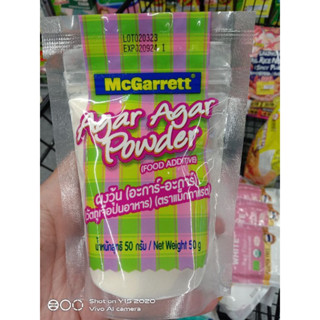 LOT020323
EXP020924 1
McGarrett
Agar Agar
Powder
(FOOD ADDITIVE)
ผงวุ้น (อะการ์-อะการ์)
วัตถุเจือปนอาหาร) (ตราแม็กกาแรต)
น้ำหนักสุทธิ 50 กรัม / Net Weight 50 g
Shot on Y15 2020
Vivo AI camera